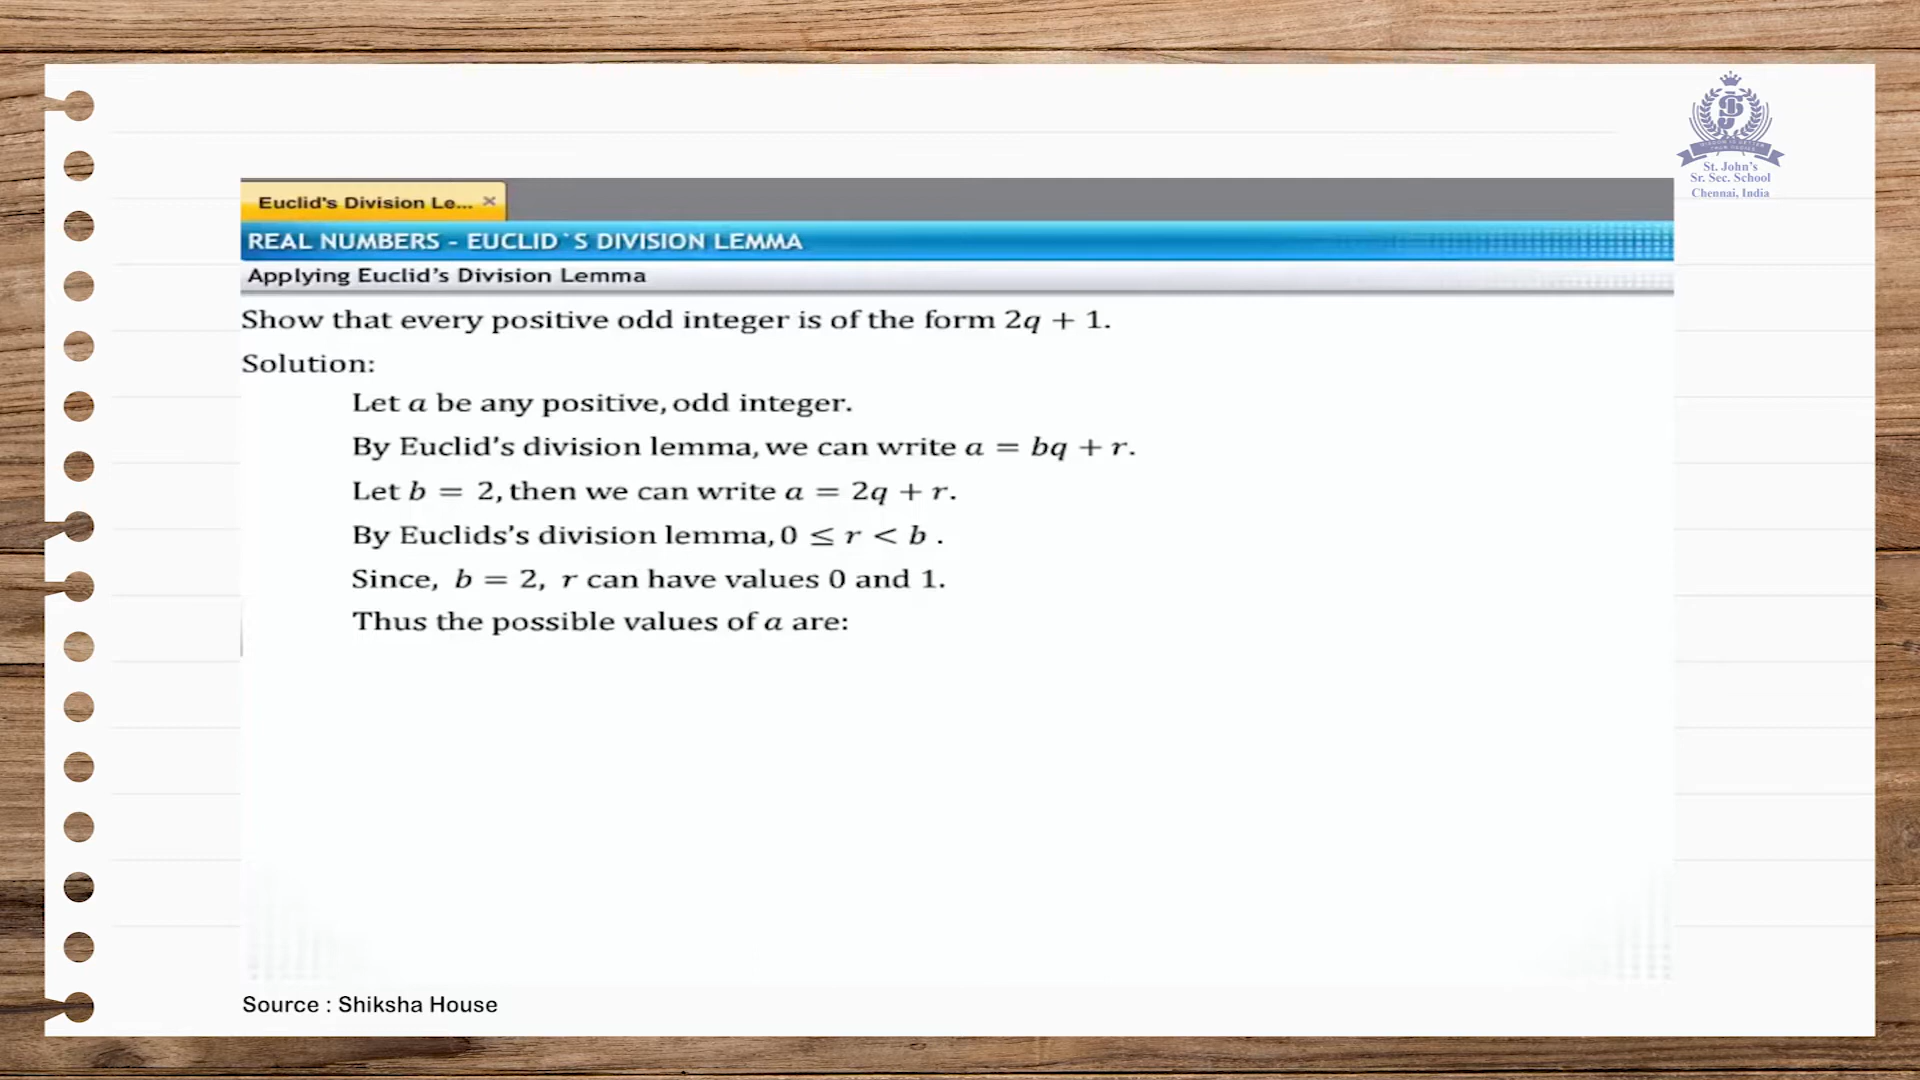 St. John's
Sr. Sec. School
Chennai, India
Euclid's Division Le... ×
REAL NUMBERS - EUCLID`S DIVISION LEMMA
Applying Euclid's Division Lemma
Show that every positive odd integer is of the form 2q + 1.
Solution:
Let a be any positive, odd integer.
By Euclid's division lemma, we can write a = bq + r.
Let b = 2, then we can write a = 2q + r.
By Euclids's division lemma, 0 ≤ r < b .
Since, b = 2, r can have values 0 and 1.
Thus the possible values of a are:
Source : Shiksha House